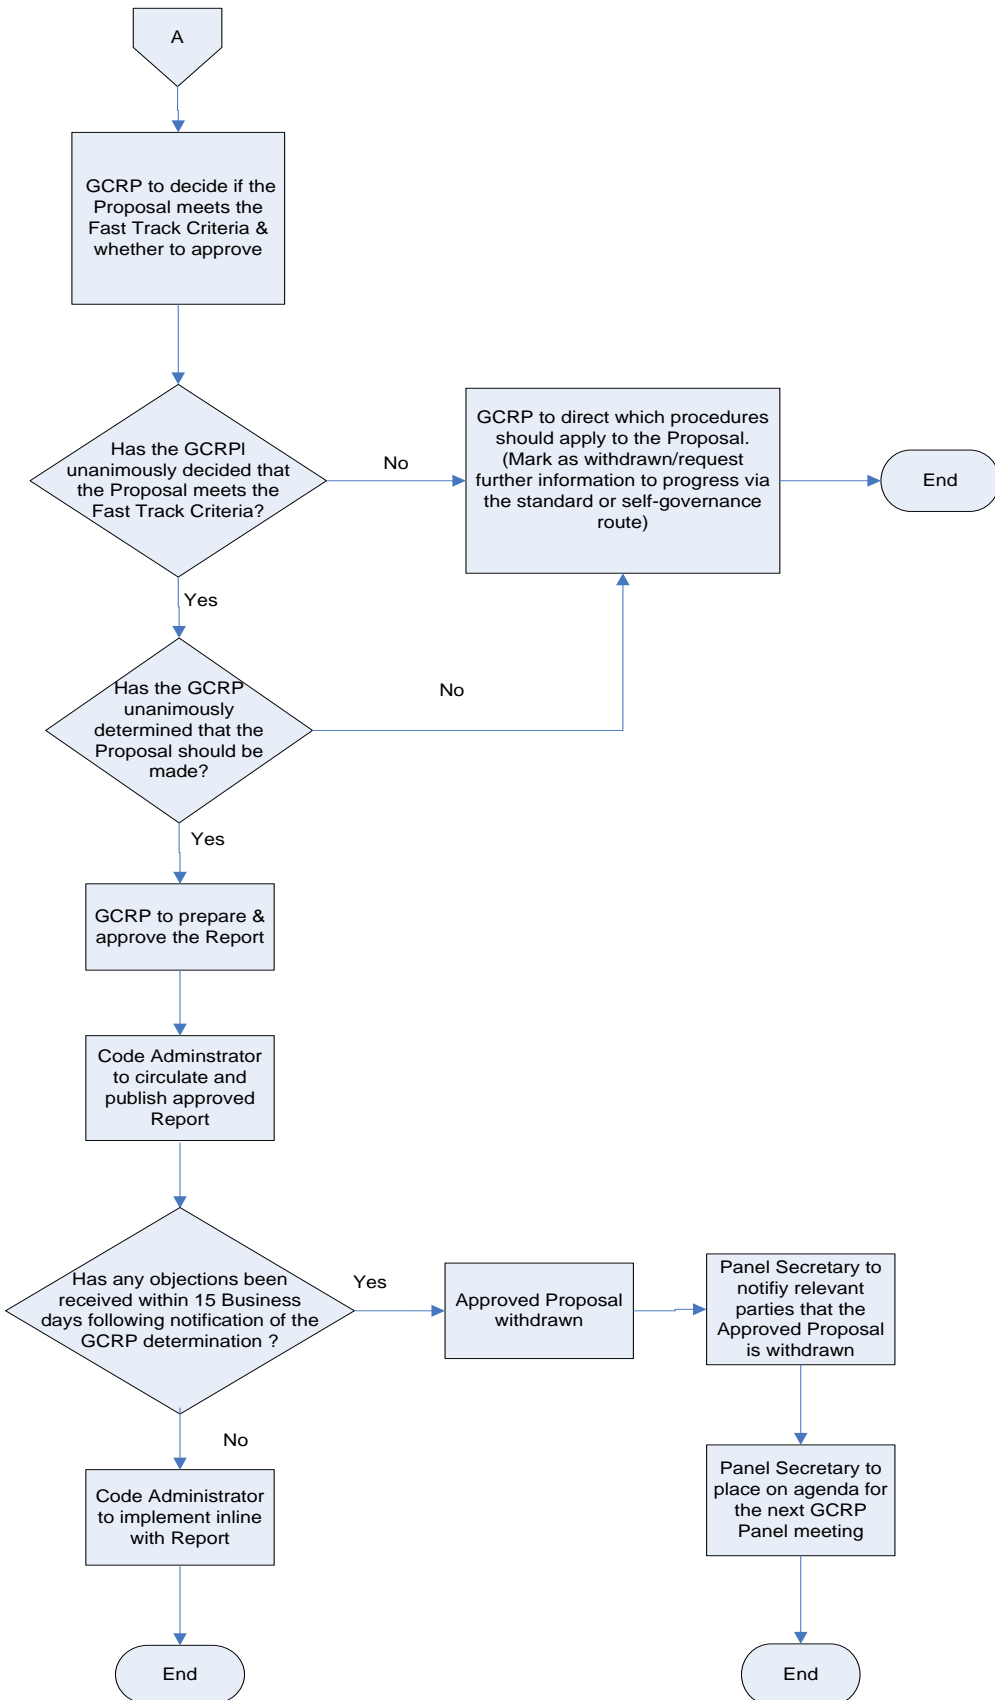 A
GCRP to decide if the
Proposal meets the
Fast Track Criteria &
whether to approve
Has the GCRPl
unanimously decided that
the Proposal meets the
Fast Track Criteria?
No
GCRP to direct which procedures
should apply to the Proposal.
(Mark as withdrawn/request
further information to progress via
the standard or self-governance
route)
End
Yes
Has the GCRP
unanimously
determined that the
Proposal should be
made?
No
Yes
GCRP to prepare &
approve the Report
Code Adminstrator
to circulate and
publish approved
Report
Has any objections been
received within 15 Business
days following notification of the
GCRP determination ?
Yes
Approved Proposal
withdrawn
Panel Secretary to
notifiy relevant
parties that the
Approved Proposal
is withdrawn
No
Code Administrator
to implement inline
with Report
Panel Secretary to
place on agenda for
the next GCRP
Panel meeting
End
End